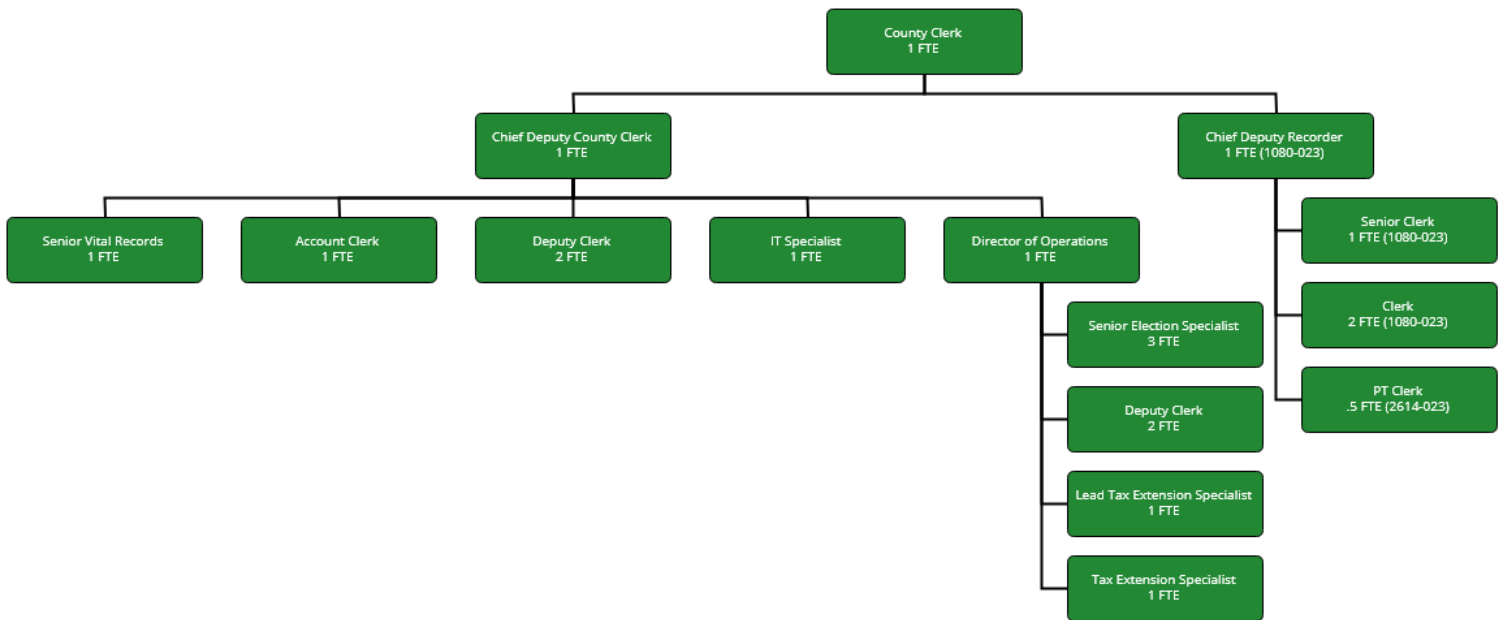 County Clerk
1 FTE
Chief Deputy County Clerk
1 FTE
Chief Deputy Recorder
1 FTE (1080-023)
Senior Vital Records
1 FTE
Account Clerk
1 FTE
Deputy Clerk
2 FTE
IT Specialist
1 FTE
Director of Operations
1 FTE
Senior Election Specialist
3 FTE
Deputy Clerk
2 FTE
Lead Tax Extension Specialist
1 FTE
Tax Extension Specialist
1 FTE
Senior Clerk
1 FTE (1080-023)
Clerk
2 FTE (1080-023)
PT Clerk
.5 FTE (2614-023)